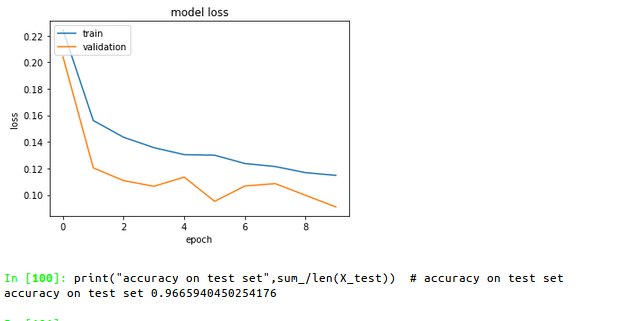 model loss
train
validation
0.22
0.20
0.18
0.16
0.14
0.12
0.10
loss
0 2 4 6 8
epoch
In [100]: print("accuracy on test set",sum_/len(X_test))  # accuracy on test set
accuracy on test set 0.9665940450254176